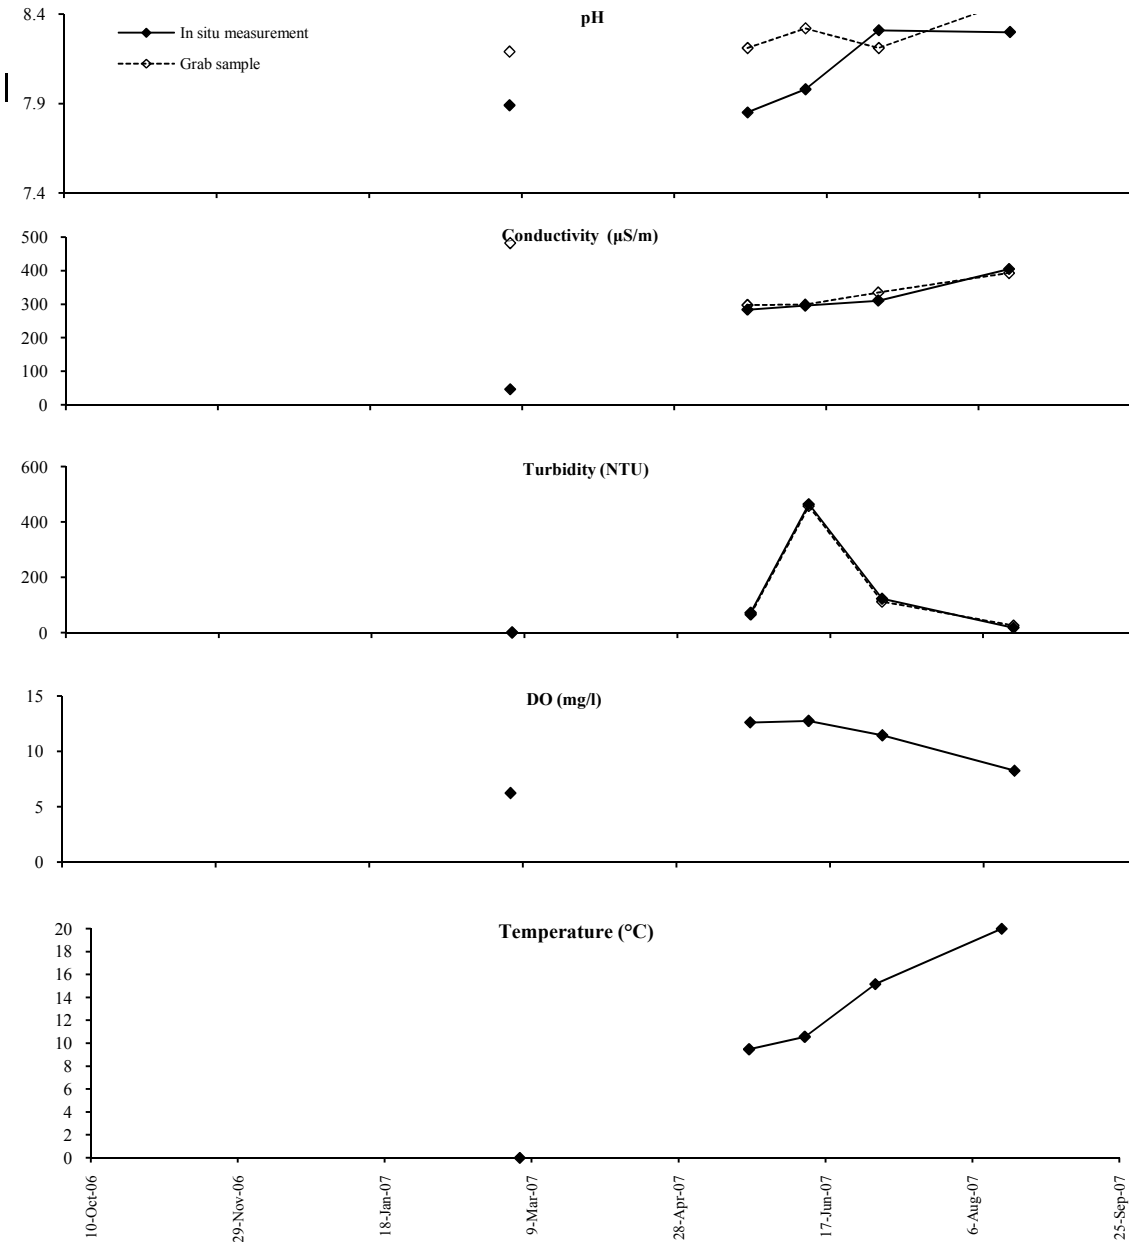 pH
8.4
7.9
7.4
In situ measurement
Grab sample
Conductivity (µS/m)
500
400
300
200
100
0
Turbidity (NTU)
600
400
200
0
DO (mg/l)
15
10
5
0
Temperature (°C)
20
18
16
14
12
10
8
6
4
2
0
10-Oct-06
29-Nov-06
18-Jan-07
9-Mar-07
28-Apr-07
17-Jun-07
6-Aug-07
25-Sep-07